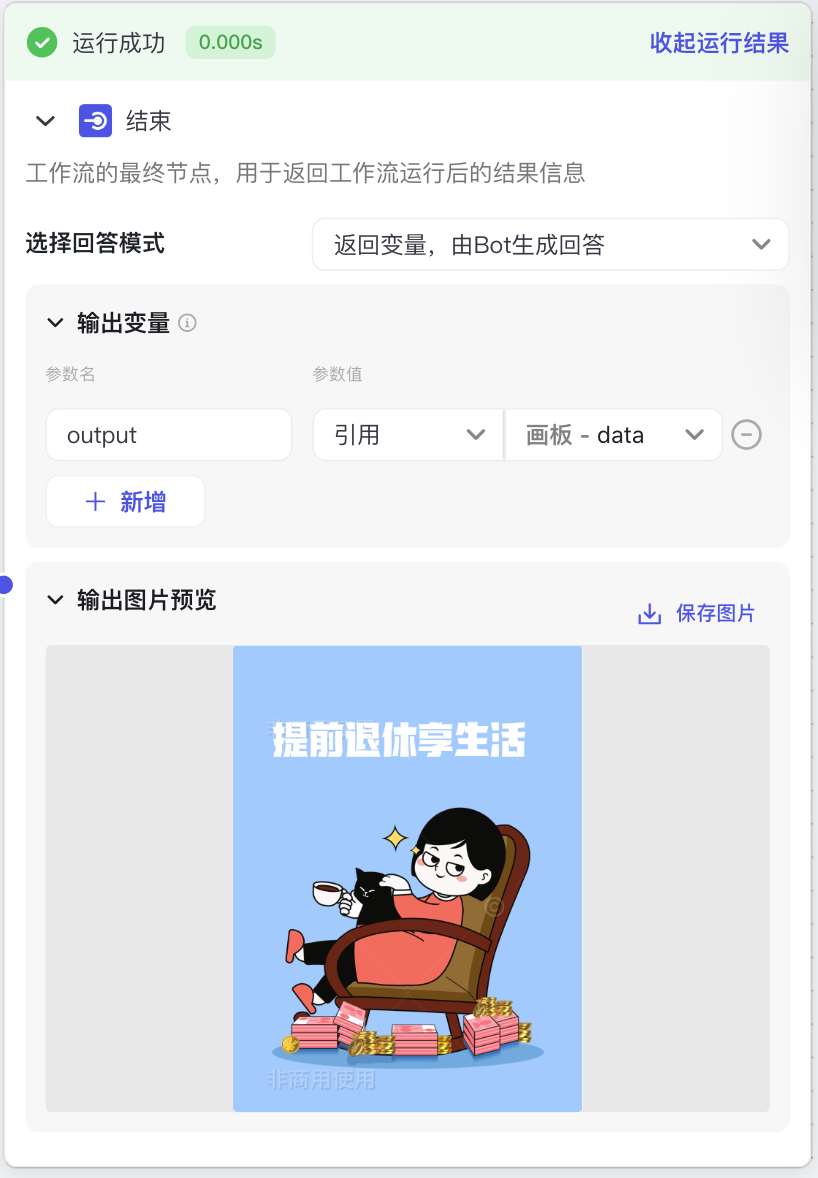 运行成功 0.000s 收起运行结果
结束
工作流的最终节点，用于返回工作流运行后的结果信息
选择回答模式 返回变量，由Bot生成回答
输出变量
参数名 参数值
output 引用 画板 - data
+ 新增
输出图片预览
保存图片
提前退休享生活
©
非商用使用